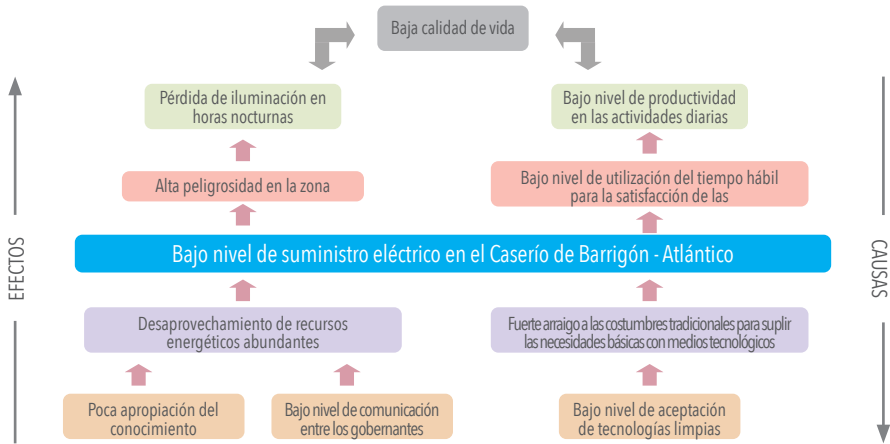 Baja calidad de vida
Pérdida de iluminación en
horas nocturnas
Bajo nivel de productividad
en las actividades diarias
Alta peligrosidad en la zona
Bajo nivel de utilización del tiempo hábil
para la satisfacción de las
Bajo nivel de suministro eléctrico en el Caserío de Barrigón - Atlántico
EFECTOS
CAUSAS
Desaprovechamiento de recursos
energéticos abundantes
Fuerte arraigo a las costumbres tradicionales para suplir
las necesidades básicas con medios tecnológicos
Poca apropiación del
conocimiento
Bajo nivel de comunicación
entre los gobernantes
Bajo nivel de aceptación
de tecnologías limpias